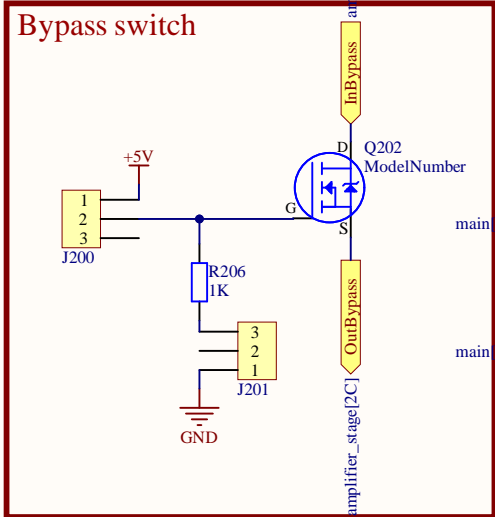 Bypass switch
InBypass
D
Q202
ModelNumber
+5V
1
2
3
J200
G
S
main
R206
1K
OutBypass
3
2
1
J201
main
GND
amplifier_stage[2C]